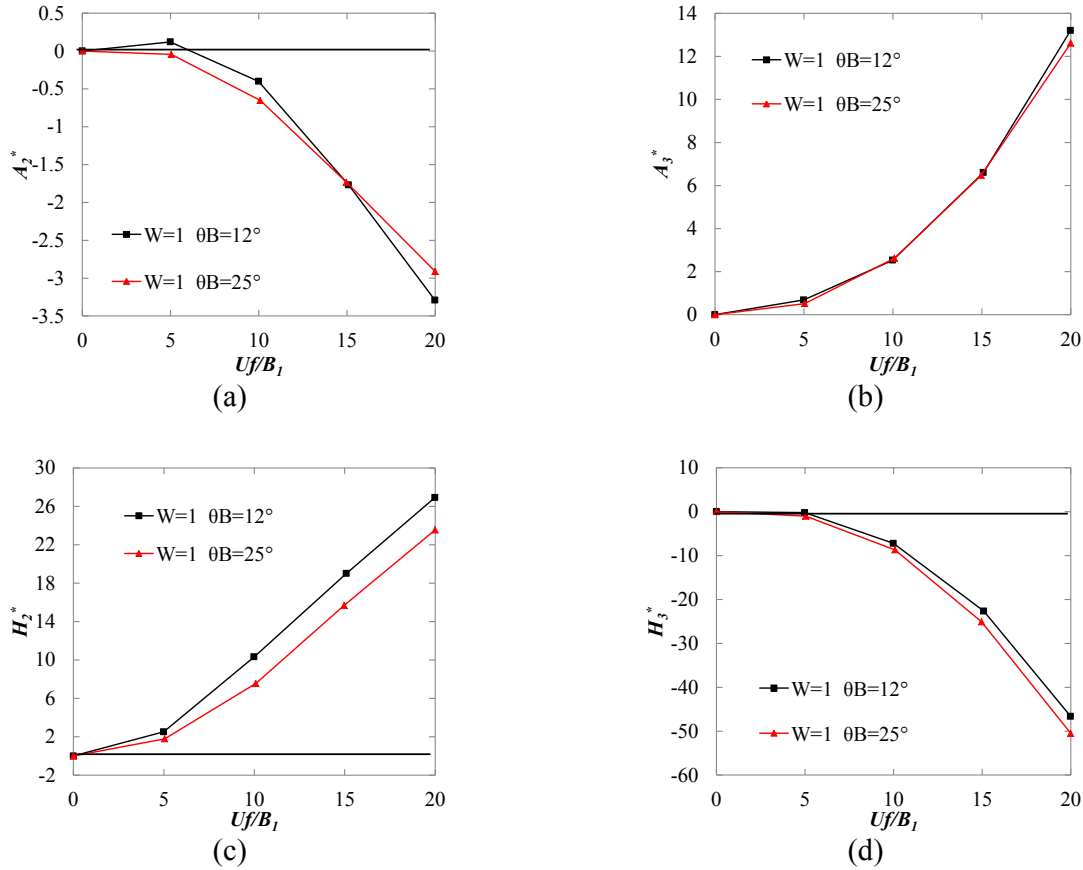 0.5
0
-0.5
-1
-1.5
-2
-2.5
-3
-3.5
A2*
W=1 θB=12°
W=1 θB=25°
0 5 10 15 20
Uf/B1
(a)
14
12
10
8
6
4
2
0
A3*
W=1 θB=12°
W=1 θB=25°
0 5 10 15 20
Uf/B1
(b)
30
26
22
18
14
10
6
2
-2
H2*
W=1 θB=12°
W=1 θB=25°
0 5 10 15 20
Uf/B1
(c)
10
0
-10
-20
-30
-40
-50
-60
H3*
W=1 θB=12°
W=1 θB=25°
0 5 10 15 20
Uf/B1
(d)